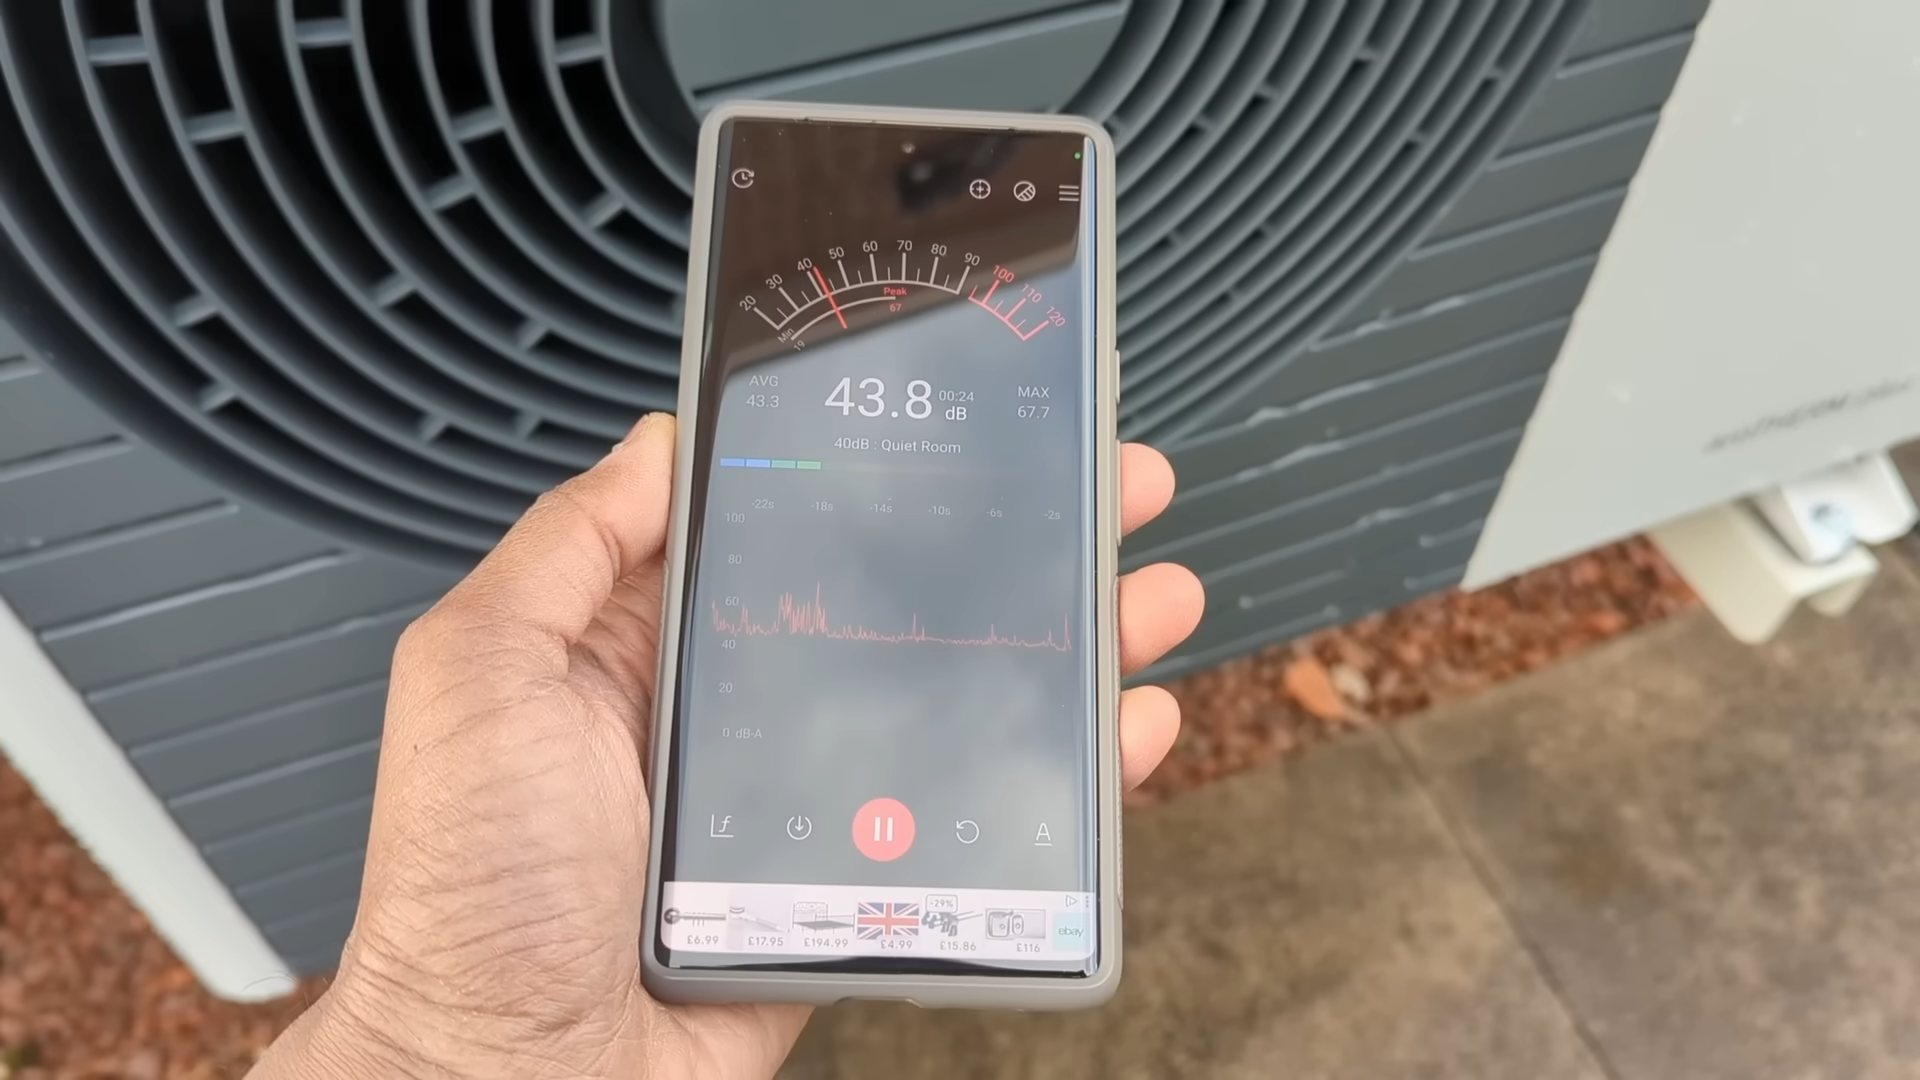 20 30 40 50 60 70 80 90 100 110 120
Peak
67
Min
19
AVG
43.3
43.8
00:24
dB
MAX
67.7
40dB : Quiet Room
-22s -18s -14s -10s -6s -2s
100
80
60
40
20
0 dB-A
A
-29%
£6.99 £17.95 £194.99 £4.99 £15.86 £116
ebay